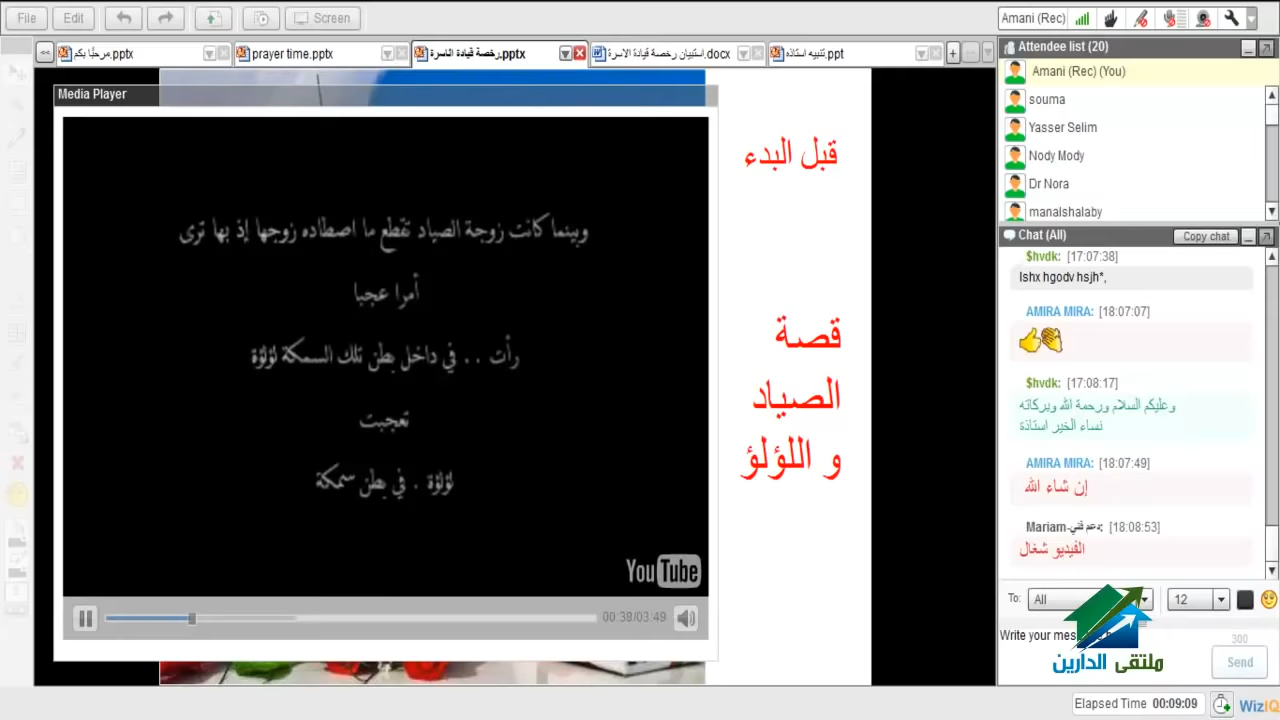 File
Edit
Screen
Amani (Rec)
<<
مرحبًا بكم.pptx
prayer time.pptx
رخصة قيادة الاسرة.pptx
استبيان رخصة قيادة الاسرة.docx
تنبيه استاذه.ppt
Attendee list (20)
Amani (Rec) (You)
souma
Yasser Selim
Nody Mody
Dr Nora
manalshalaby
Media Player
وبينما كانت زوجة الصياد تقطع ما اصطاده زوجها إذ بها ترى
أمرا عجبا
رأت . . في داخل بطن تلك السمكة لؤلؤة
تعجبت
لؤلؤة . في بطن سمكة
YouTube
00:39/03:49
قبل البدء
قصة
الصياد
و اللؤلؤ
Chat (All)
Copy chat
$hvdk: [17:07:38]
lshx hgodv hsjh*,
AMIRA MIRA: [18:07:07]
$hvdk: [17:08:17]
وعليكم السلام ورحمة الله وبركاته
نساء الخير استاذة
AMIRA MIRA: [18:07:49]
إن شاء الله
Mariam-دعم فني: [18:08:53]
الفيديو شغال
To:
All
12
Write your mes
300
Send
ملتقى الدارين
Elapsed Time 00:09:09
WizIQ